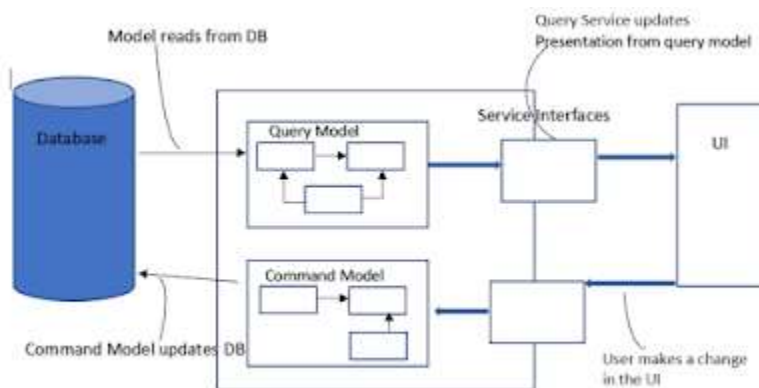 Query Service updates
Presentation from query model
Model reads from DB
Service Interfaces
Database
Query Model
UI
Command Model
Command Model updates DB
User makes a change
in the UI